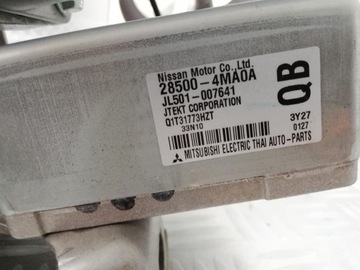 Nissan Motor Co.,Ltd.
28500-4MA0A
JL501-007641
JTEKT CORPORATION
Q1T31773HZT
33N10
QB
3Y27
0127
MITSUBISHI ELECTRIC THAI AUTO-PARTS